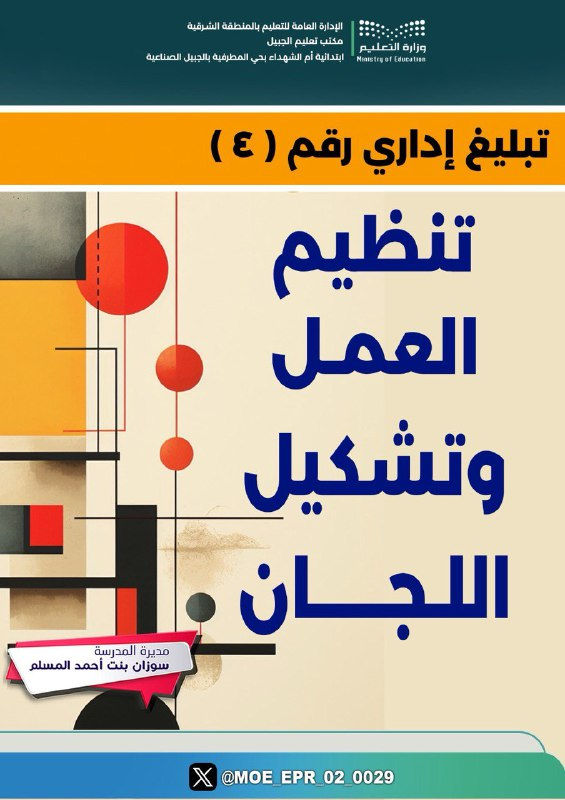 الإدارة العامة للتعليم بالمنطقة الشرقية
مكتب تعليم الجبيل
ابتدائية أم الشهداء بحي المطرفية بالجبيل الصناعية
وزارة التعليم
Ministry of Education
تبليغ إداري رقم ( ٤ )
تنظيم
العمل
وتشكيل
اللجـــان
مديرة المدرسة
سوزان بنت أحمد المسلم
@MOE_EPR_02_0029